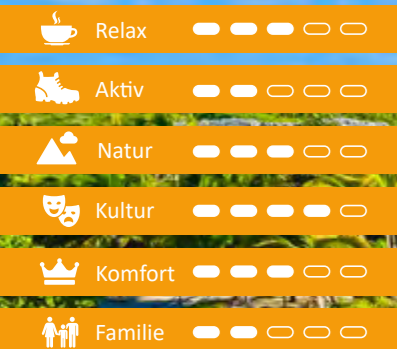 Relax
Aktiv
Natur
Kultur
Komfort
Familie